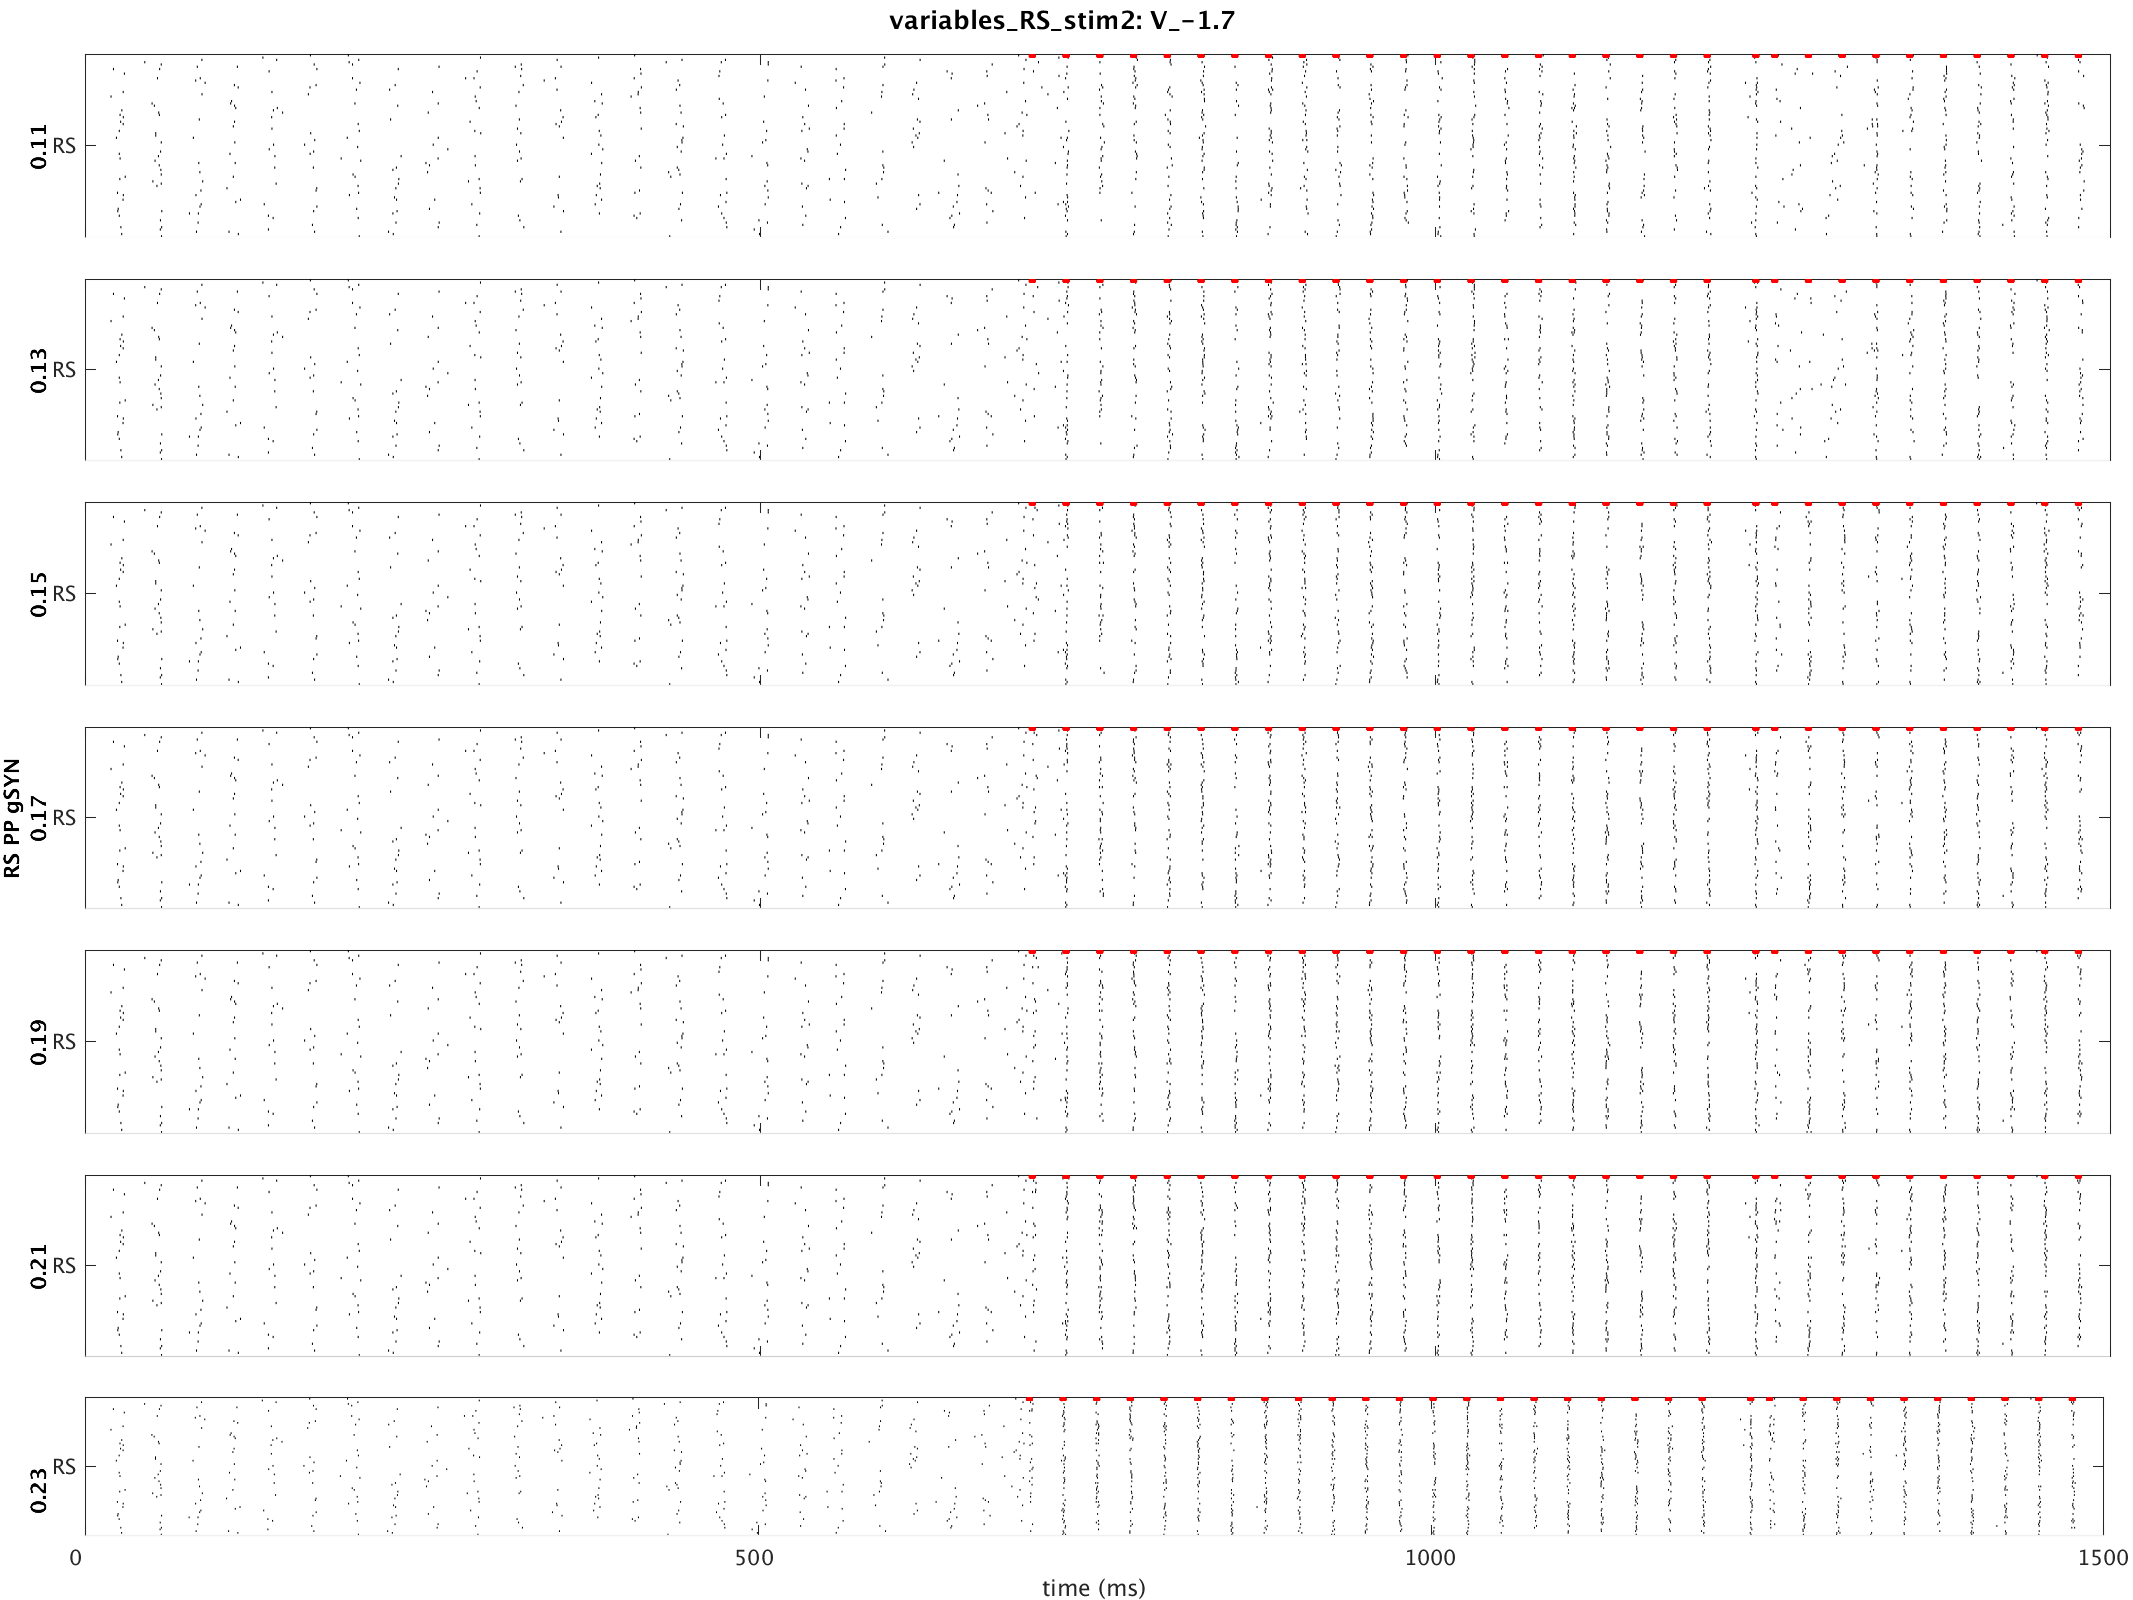 variables_RS_stim2: V_-1.7
RS PP gSYN
0.11 RS
0.13 RS
0.15 RS
0.17 RS
0.19 RS
0.21 RS
0.23 RS
0 500 1000 1500
time (ms)